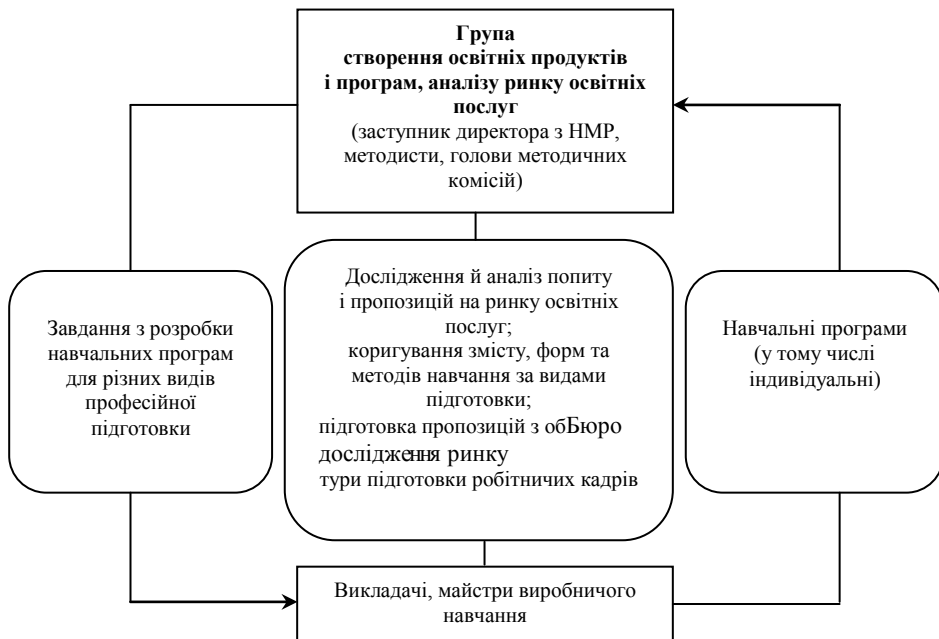 Група
створення освітніх продуктів
і програм, аналізу ринку освітніх
послуг
(заступник директора з НМР,
методисти, голови методичних
комісій)
Завдання з розробки
навчальних програм
для різних видів
професійної
підготовки
Дослідження й аналіз попиту
і пропозицій на ринку освітніх
послуг;
коригування змісту, форм та
методів навчання за видами
підготовки;
підготовка пропозицій з обБюро
дослідження ринку
тури підготовки робітничих кадрів
Навчальні програми
(у тому числі
індивідуальні)
Викладачі, майстри виробничого
навчання